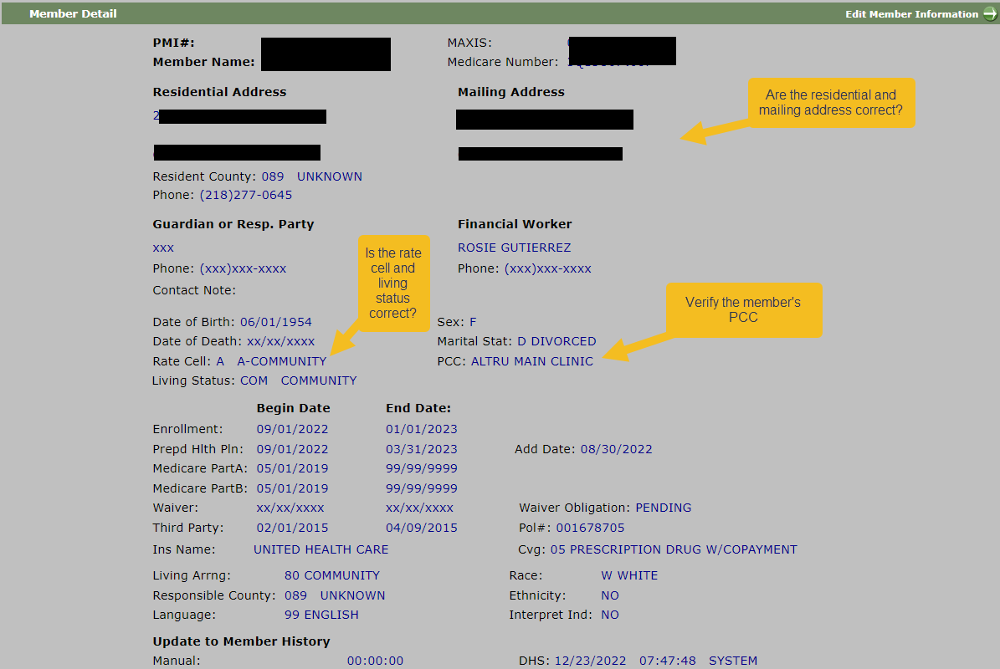 Member Detail Edit Member Information
PMI#: MAXIS:
Member Name: Medicare Number:
Residential Address Mailing Address
Are the residential and
mailing address correct?
2
Resident County: 089 UNKNOWN
Phone: (218)277-0645
Guardian or Resp. Party Financial Worker
xxx ROSIE GUTIERREZ
Phone: (xxx)xxx-xxxx Phone: (xxx)xxx-xxxx
Contact Note:
Is the rate
cell and
living
status
correct?
Verify the member's
PCC
Date of Birth: 06/01/1954 Sex: F
Date of Death: xx/xx/xxxx Marital Stat: D DIVORCED
Rate Cell: A A-COMMUNITY PCC: ALTRU MAIN CLINIC
Living Status: COM COMMUNITY
Begin Date End Date:
Enrollment: 09/01/2022 01/01/2023
Prepd Hlth Pln: 09/01/2022 03/31/2023 Add Date: 08/30/2022
Medicare PartA: 05/01/2019 99/99/9999
Medicare PartB: 05/01/2019 99/99/9999
Waiver: xx/xx/xxxx xx/xx/xxxx Waiver Obligation: PENDING
Third Party: 02/01/2015 04/09/2015 Pol#: 001678705
Ins Name: UNITED HEALTH CARE Cvg: 05 PRESCRIPTION DRUG W/COPAYMENT
Living Arrng: 80 COMMUNITY Race: W WHITE
Responsible County: 089 UNKNOWN Ethnicity: NO
Language: 99 ENGLISH Interpret Ind: NO
Update to Member History
Manual: 00:00:00 DHS: 12/23/2022 07:47:48 SYSTEM